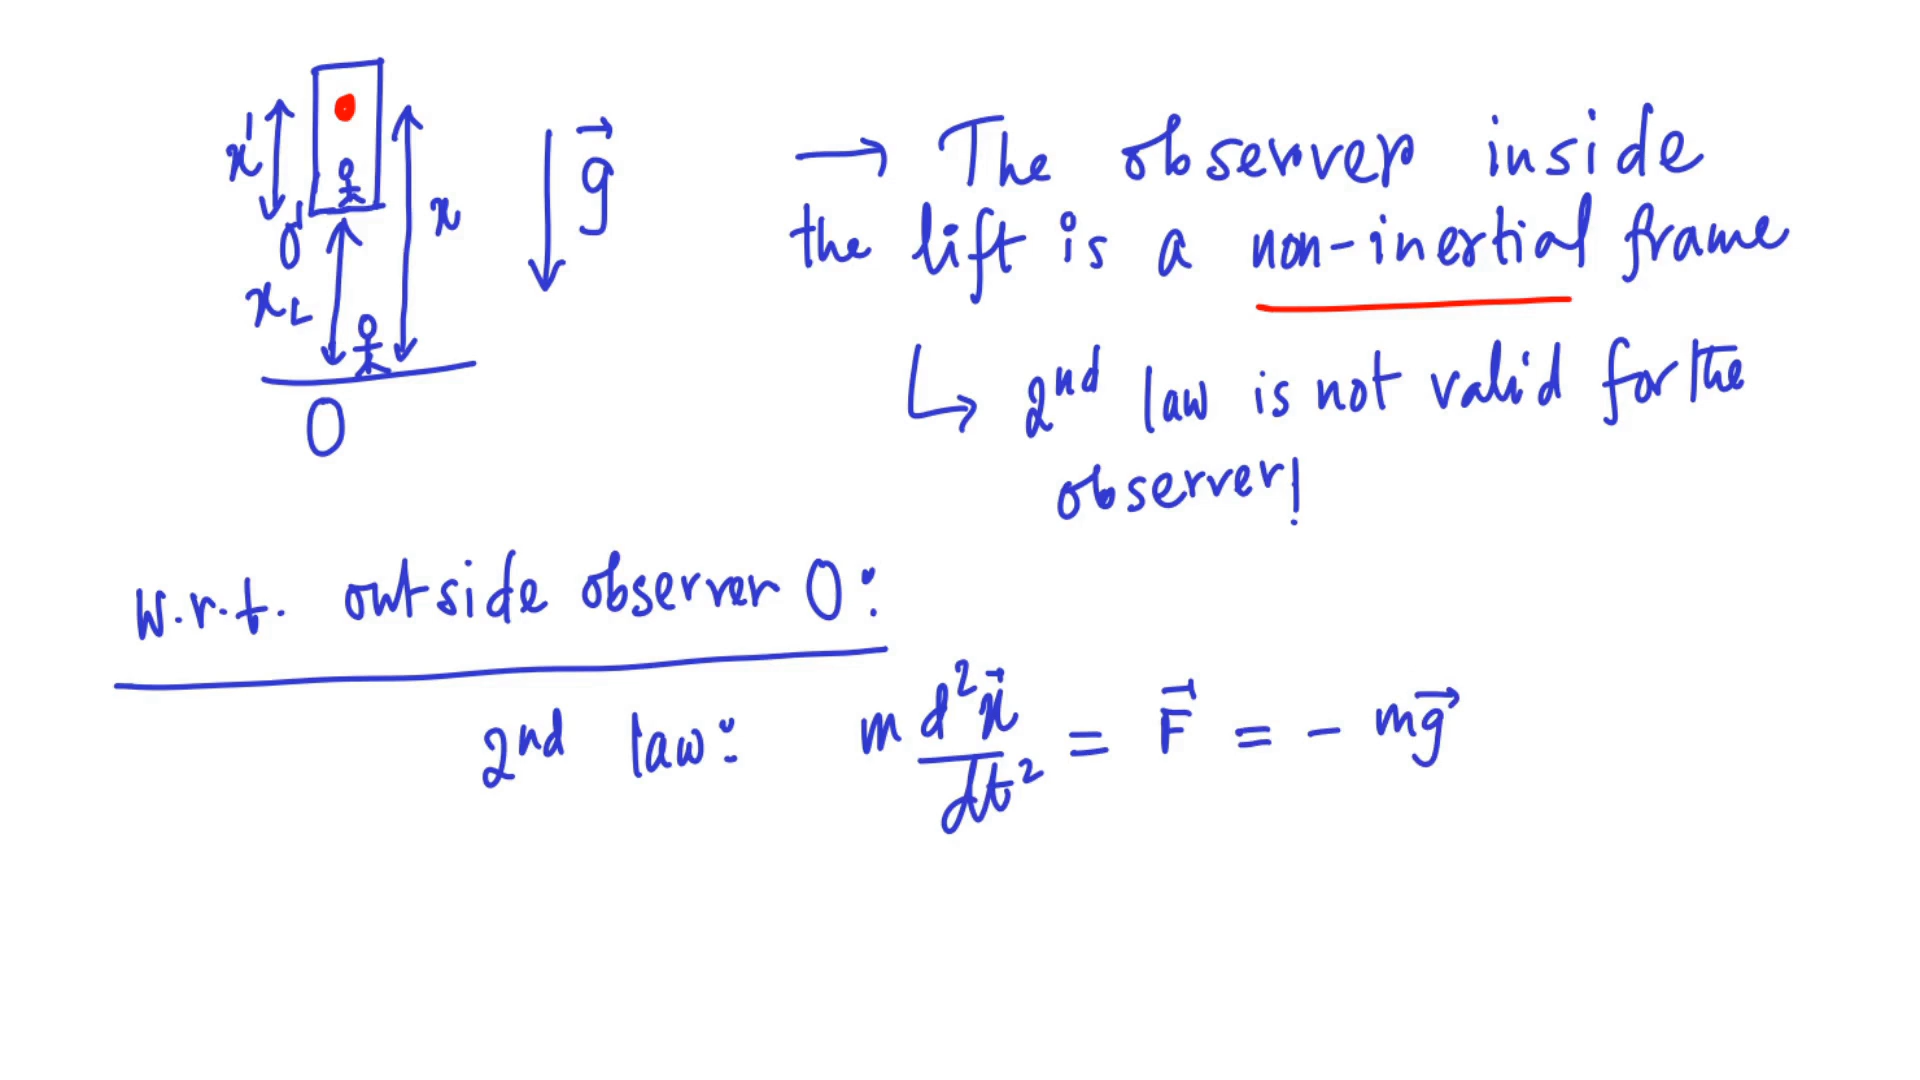 x'
O'
x_L
x
O
g⃗
→ The observer inside
the lift is a non-inertial frame
↳ 2nd law is not valid for the
observer!
w.r.t. outside observer O:
2nd law: m d²x⃗/dt² = F⃗ = - mg⃗